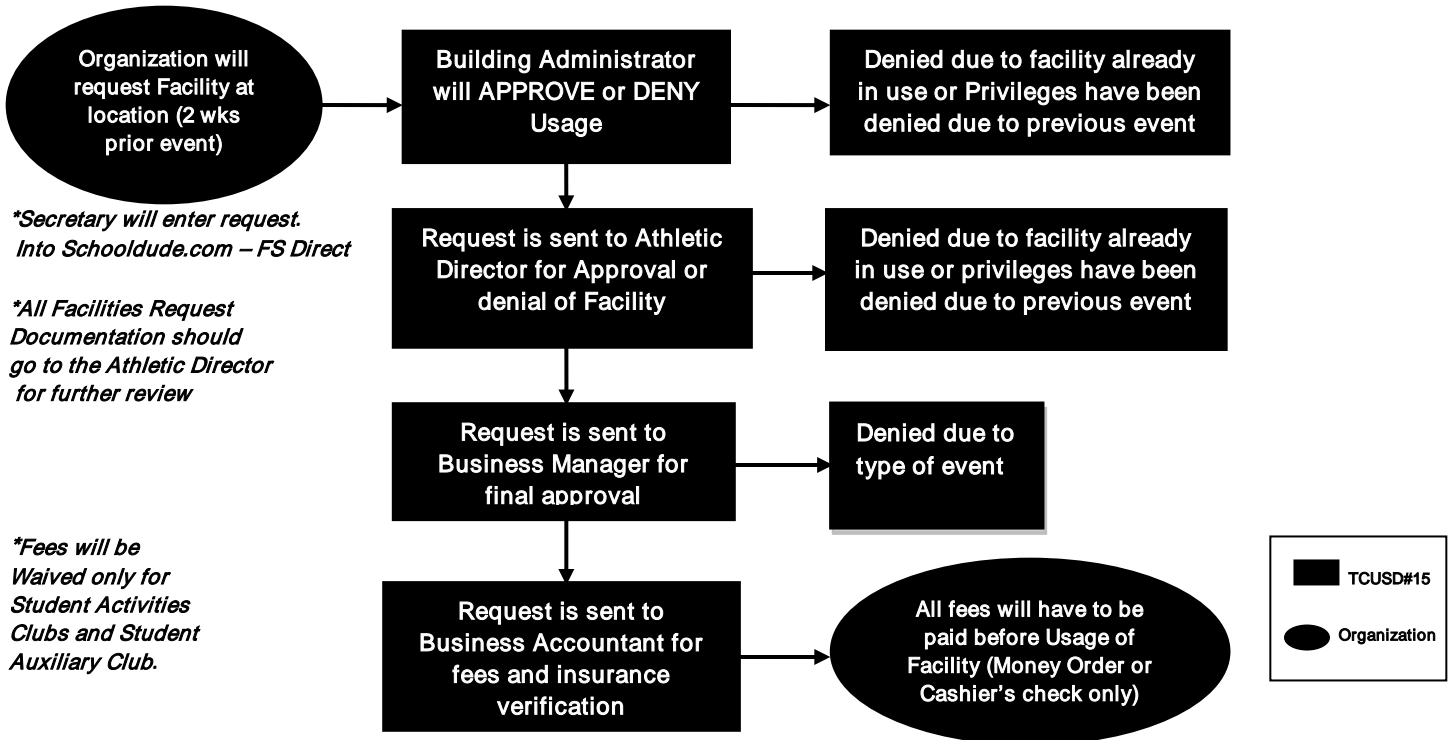 Organization will
request Facility at
location (2 wks
prior event)
Building Administrator
will APPROVE or DENY
Usage
Denied due to facility already
in use or Privileges have been
denied due to previous event
*Secretary will enter request.
Into Schooldude.com – FS Direct
Request is sent to Athletic
Director for Approval or
denial of Facility
Denied due to facility already
in use or privileges have been
denied due to previous event
*All Facilities Request
Documentation should
go to the Athletic Director
for further review
Request is sent to
Business Manager for
final approval
Denied due to
type of event
*Fees will be
Waived only for
Student Activities
Clubs and Student
Auxiliary Club.
Request is sent to
Business Accountant for
fees and insurance
verification
All fees will have to be
paid before Usage of
Facility (Money Order or
Cashier's check only)
TCUSD#15
Organization